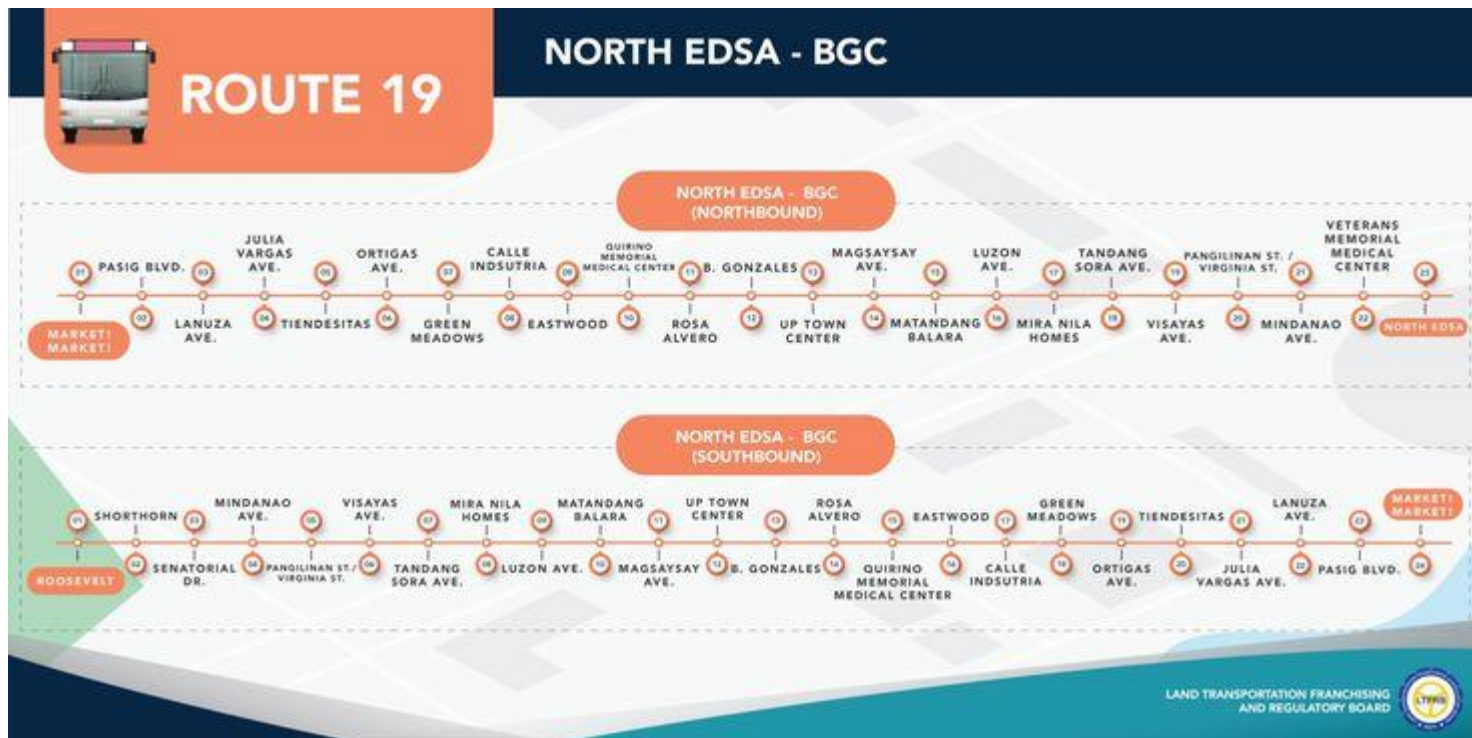 ROUTE 19
NORTH EDSA - BGC
NORTH EDSA - BGC
(NORTHBOUND)
01
MARKET!
MARKET!
PASIG BLVD.
02
03
LANUZA
AVE.
JULIA
VARGAS
AVE.
04
05
TIENDESITAS
ORTIGAS
AVE.
06
07
GREEN
MEADOWS
CALLE
INDSUTRIA
08
09
EASTWOOD
QUIRINO
MEMORIAL
MEDICAL CENTER
10
11
ROSA
ALVERO
B. GONZALES
12
13
UP TOWN
CENTER
MAGSAYSAY
AVE.
14
15
MATANDANG
BALARA
LUZON
AVE.
16
17
MIRA NILA
HOMES
TANDANG
SORA AVE.
18
19
VISAYAS
AVE.
PANGILINAN ST. /
VIRGINIA ST.
20
21
MINDANAO
AVE.
VETERANS
MEMORIAL
MEDICAL
CENTER
22
23
NORTH EDSA
NORTH EDSA - BGC
(SOUTHBOUND)
01
ROOSEVELT
SHORTHORN
02
03
SENATORIAL
DR.
MINDANAO
AVE.
04
05
PANGILINAN ST./
VIRGINIA ST.
VISAYAS
AVE.
06
07
TANDANG
SORA AVE.
MIRA NILA
HOMES
08
09
LUZON AVE.
MATANDANG
BALARA
10
11
MAGSAYSAY
AVE.
UP TOWN
CENTER
12
13
B. GONZALES
ROSA
ALVERO
14
15
QUIRINO
MEMORIAL
MEDICAL CENTER
EASTWOOD
16
17
CALLE
INDSUTRIA
GREEN
MEADOWS
18
19
ORTIGAS
AVE.
TIENDESITAS
20
21
JULIA
VARGAS AVE.
LANUZA
AVE.
22
23
PASIG BLVD.
MARKET!
MARKET!
24
LAND TRANSPORTATION FRANCHISING
AND REGULATORY BOARD
LTFRB